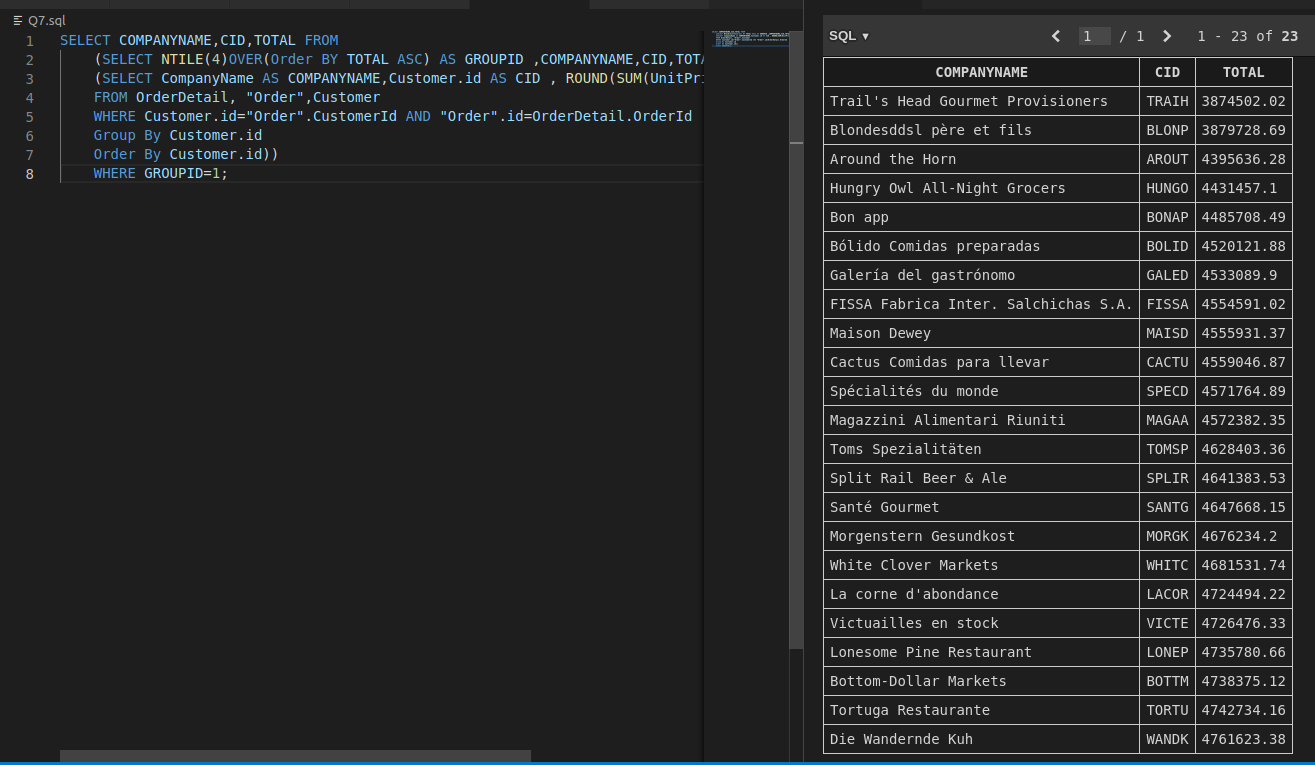 Q7.sql
1 SELECT COMPANYNAME,CID,TOTAL FROM
2 (SELECT NTILE(4)OVER(Order By TOTAL ASC) AS GROUPID ,COMPANYNAME,CID,TOTA
3 (SELECT CompanyName AS COMPANYNAME,Customer.id AS CID , ROUND(SUM(UnitPri
4 FROM OrderDetail, "Order",Customer
5 WHERE Customer.id="Order".CustomerId AND "Order".id=OrderDetail.OrderId
6 Group By Customer.id
7 Order By Customer.id))
8 WHERE GROUPID=1;
SQL ▾ 1 / 1 1 - 23 of 23
COMPANYNAME CID TOTAL
Trail's Head Gourmet Provisioners TRAIH 3874502.02
Blondesddsl père et fils BLONP 3879728.69
Around the Horn AROUT 4395636.28
Hungry Owl All-Night Grocers HUNGO 4431457.1
Bon app BONAP 4485708.49
Bólido Comidas preparadas BOLID 4520121.88
Galería del gastrónomo GALED 4533089.9
FISSA Fabrica Inter. Salchichas S.A. FISSA 4554591.02
Maison Dewey MAISD 4555931.37
Cactus Comidas para llevar CACTU 4559046.87
Spécialités du monde SPECD 4571764.89
Magazzini Alimentari Riuniti MAGAA 4572382.35
Toms Spezialitäten TOMSP 4628403.36
Split Rail Beer & Ale SPLIR 4641383.53
Santé Gourmet SANTG 4647668.15
Morgenstern Gesundkost MORGK 4676234.2
White Clover Markets WHITC 4681531.74
La corne d'abondance LACOR 4724494.22
Victuailles en stock VICTE 4726476.33
Lonesome Pine Restaurant LONEP 4735780.66
Bottom-Dollar Markets BOTTM 4738375.12
Tortuga Restaurante TORTU 4742734.16
Die Wandernde Kuh WANDK 4761623.38